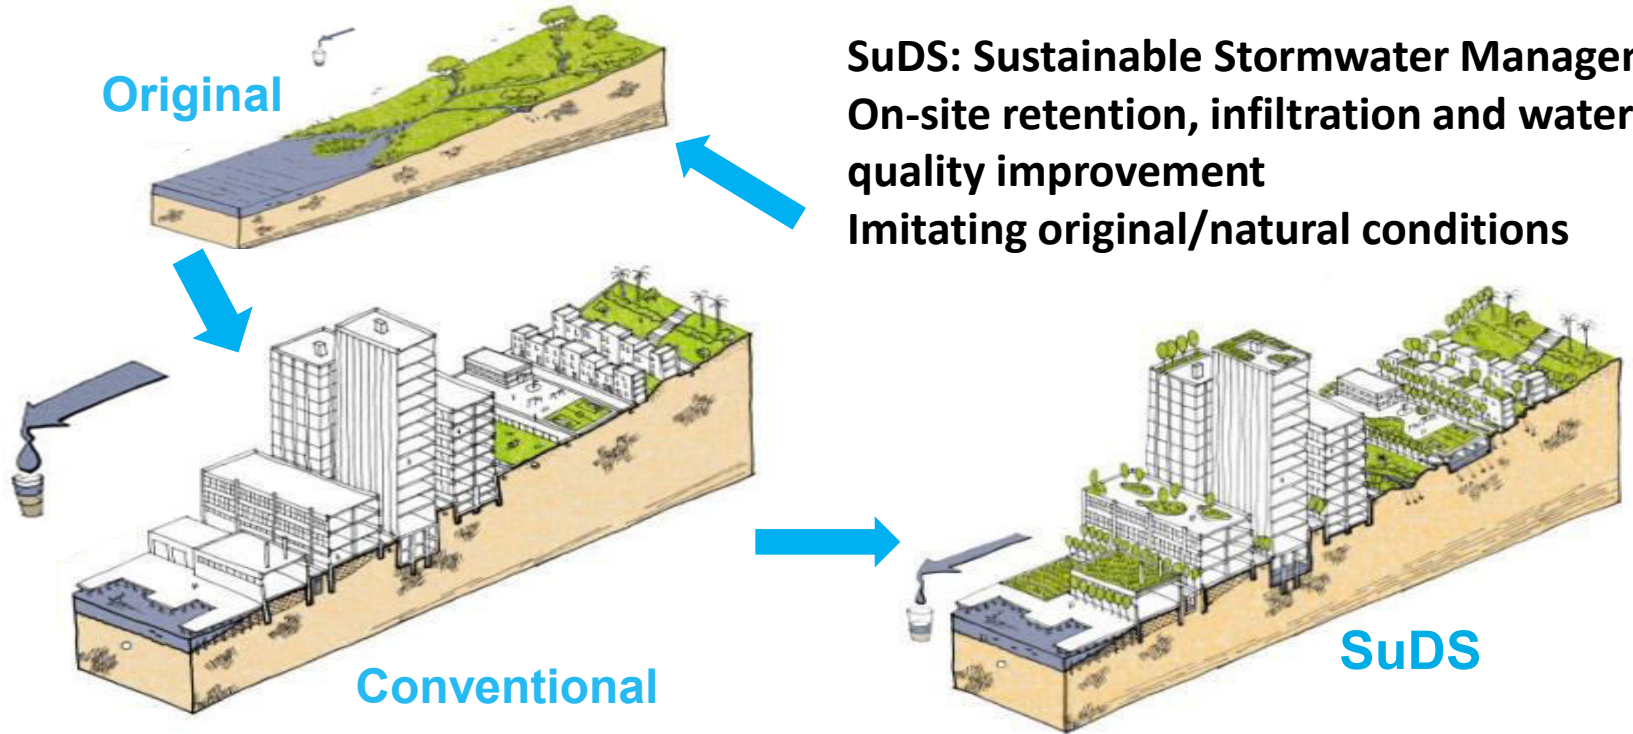 Original
SuDS: Sustainable Stormwater Manager
On-site retention, infiltration and water
quality improvement
Imitating original/natural conditions
Conventional
SuDS